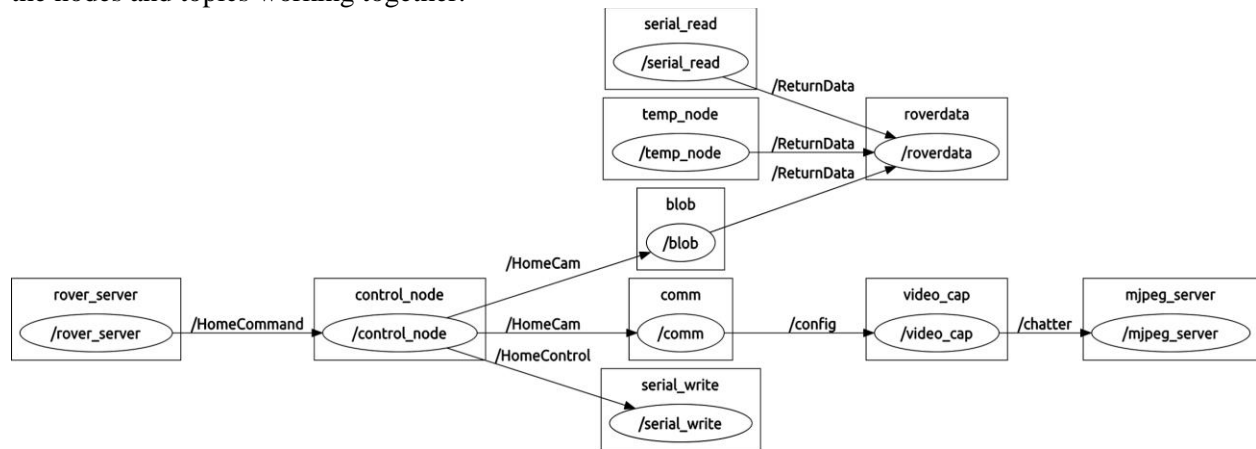 the nodes and topics working together.
serial_read
/serial_read
/ReturnData
temp_node
/temp_node
/ReturnData
roverdata
/roverdata
/ReturnData
blob
/blob
/HomeCam
rover_server
/rover_server
/HomeCommand
control_node
/control_node
/HomeCam
comm
/comm
/config
video_cap
/video_cap
/chatter
mjpeg_server
/mjpeg_server
/HomeControl
serial_write
/serial_write